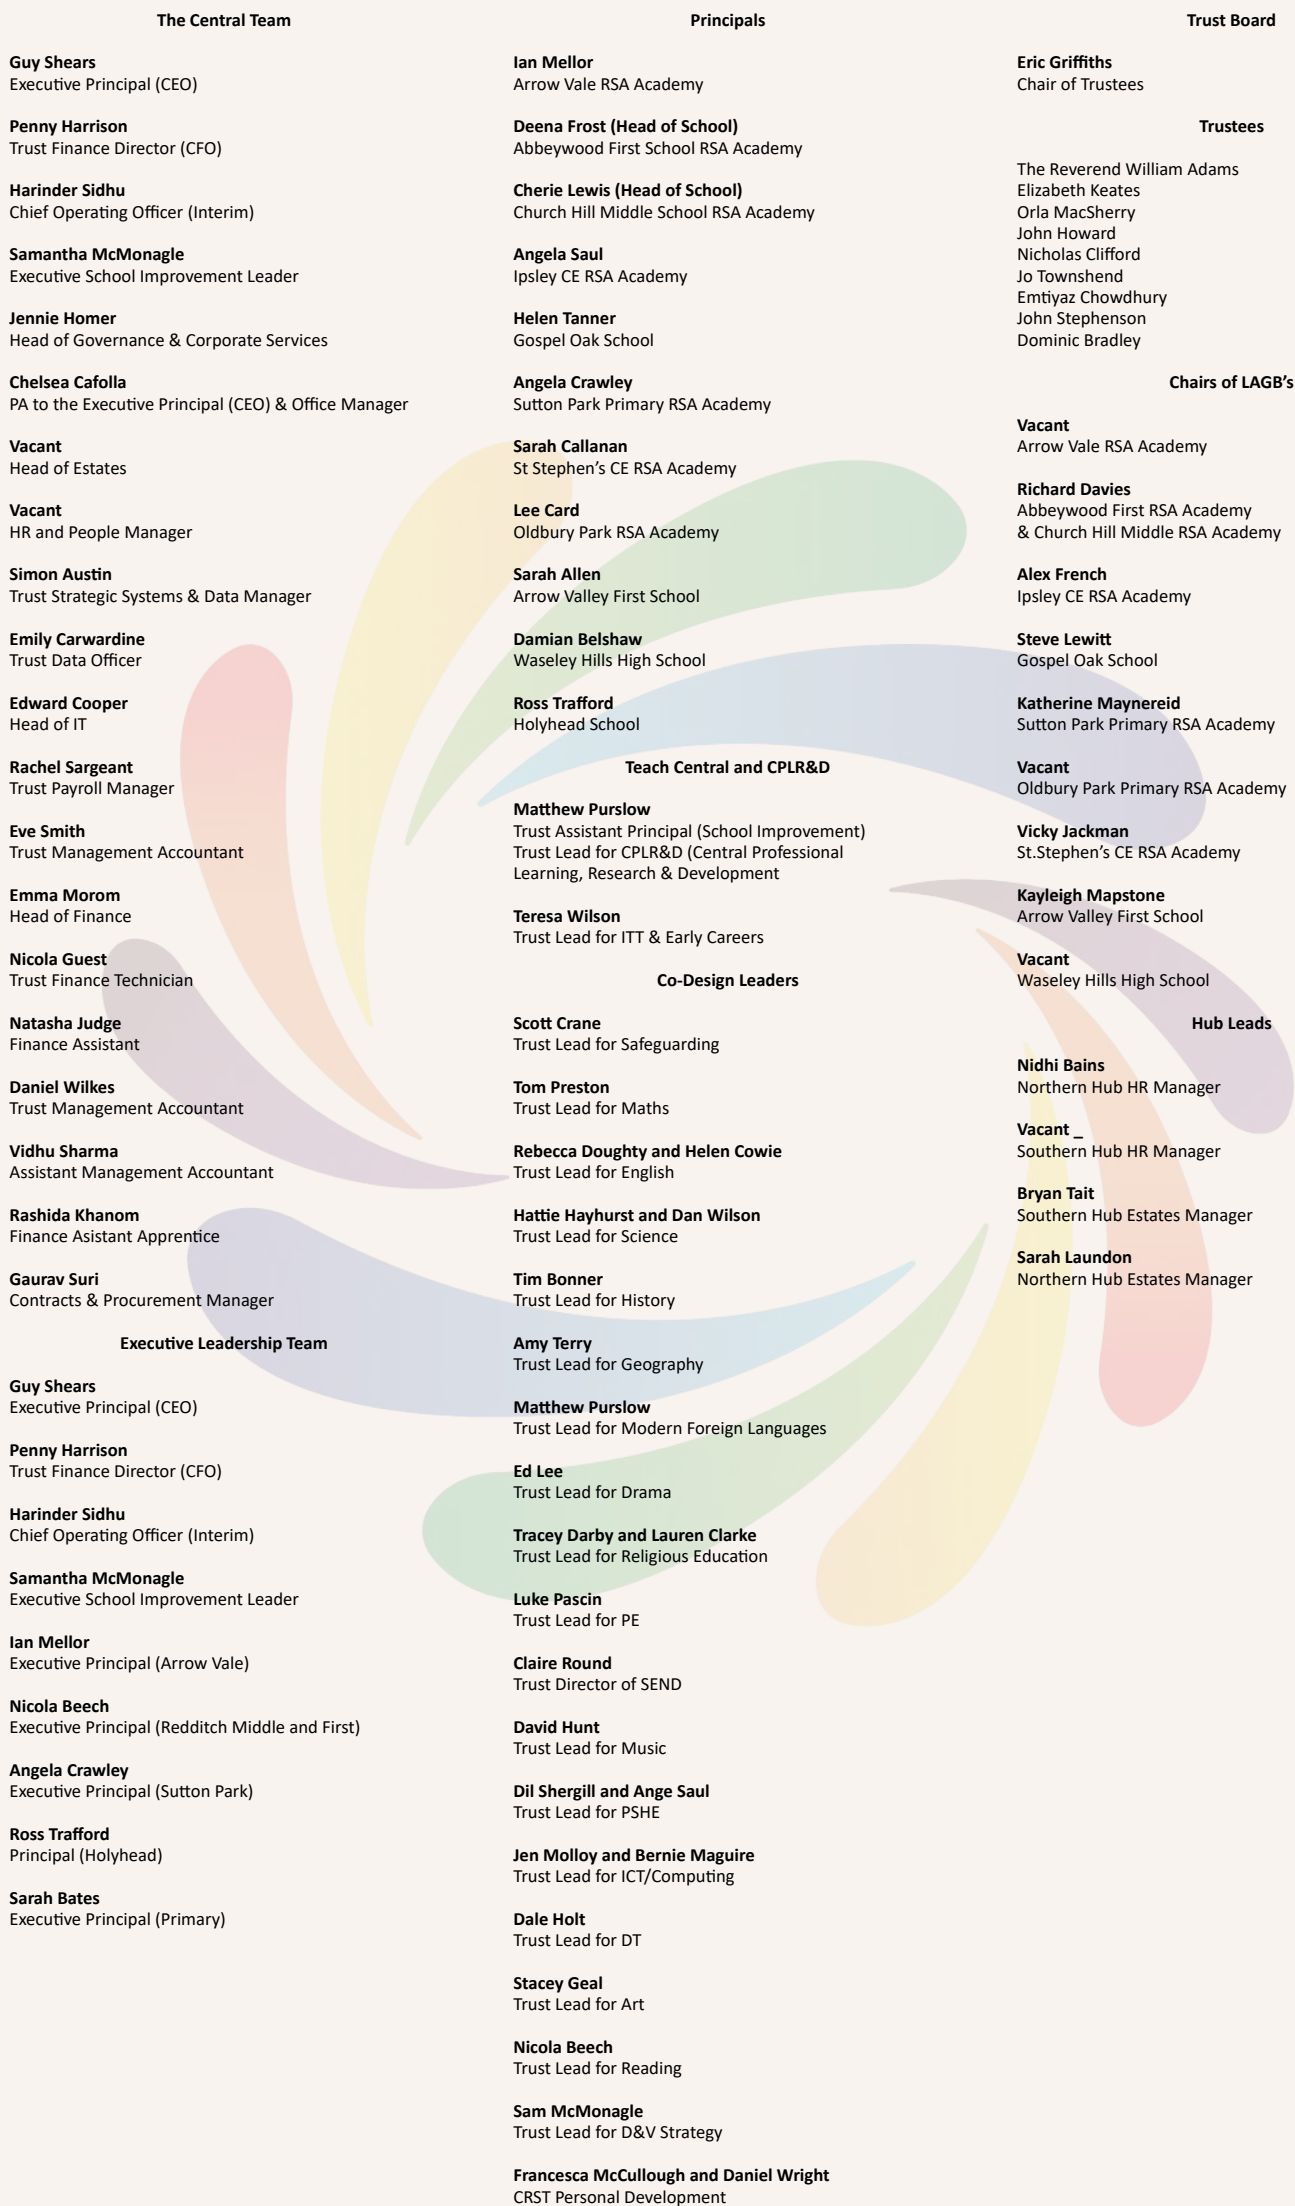 The Central Team
Guy Shears
Executive Principal (CEO)
Penny Harrison
Trust Finance Director (CFO)
Harinder Sidhu
Chief Operating Officer (Interim)
Samantha McMonagle
Executive School Improvement Leader
Jennie Homer
Head of Governance & Corporate Services
Chelsea Cafolla
PA to the Executive Principal (CEO) & Office Manager
Vacant
Head of Estates
Vacant
HR and People Manager
Simon Austin
Trust Strategic Systems & Data Manager
Emily Carwardine
Trust Data Officer
Edward Cooper
Head of IT
Rachel Sargeant
Trust Payroll Manager
Eve Smith
Trust Management Accountant
Emma Morom
Head of Finance
Nicola Guest
Trust Finance Technician
Natasha Judge
Finance Assistant
Daniel Wilkes
Trust Management Accountant
Vidhu Sharma
Assistant Management Accountant
Rashida Khanom
Finance Asistant Apprentice
Gaurav Suri
Contracts & Procurement Manager
Executive Leadership Team
Guy Shears
Executive Principal (CEO)
Penny Harrison
Trust Finance Director (CFO)
Harinder Sidhu
Chief Operating Officer (Interim)
Samantha McMonagle
Executive School Improvement Leader
Ian Mellor
Executive Principal (Arrow Vale)
Nicola Beech
Executive Principal (Redditch Middle and First)
Angela Crawley
Executive Principal (Sutton Park)
Ross Trafford
Principal (Holyhead)
Sarah Bates
Executive Principal (Primary)
Principals
Ian Mellor
Arrow Vale RSA Academy
Deena Frost (Head of School)
Abbeywood First School RSA Academy
Cherie Lewis (Head of School)
Church Hill Middle School RSA Academy
Angela Saul
Ipsley CE RSA Academy
Helen Tanner
Gospel Oak School
Angela Crawley
Sutton Park Primary RSA Academy
Sarah Callanan
St Stephen’s CE RSA Academy
Lee Card
Oldbury Park RSA Academy
Sarah Allen
Arrow Valley First School
Damian Belshaw
Waseley Hills High School
Ross Trafford
Holyhead School
Teach Central and CPLR&D
Matthew Purslow
Trust Assistant Principal (School Improvement)
Trust Lead for CPLR&D (Central Professional
Learning, Research & Development
Teresa Wilson
Trust Lead for ITT & Early Careers
Co-Design Leaders
Scott Crane
Trust Lead for Safeguarding
Tom Preston
Trust Lead for Maths
Rebecca Doughty and Helen Cowie
Trust Lead for English
Hattie Hayhurst and Dan Wilson
Trust Lead for Science
Tim Bonner
Trust Lead for History
Amy Terry
Trust Lead for Geography
Matthew Purslow
Trust Lead for Modern Foreign Languages
Ed Lee
Trust Lead for Drama
Tracey Darby and Lauren Clarke
Trust Lead for Religious Education
Luke Pascin
Trust Lead for PE
Claire Round
Trust Director of SEND
David Hunt
Trust Lead for Music
Dil Shergill and Ange Saul
Trust Lead for PSHE
Jen Molloy and Bernie Maguire
Trust Lead for ICT/Computing
Dale Holt
Trust Lead for DT
Stacey Geal
Trust Lead for Art
Nicola Beech
Trust Lead for Reading
Sam McMonagle
Trust Lead for D&V Strategy
Francesca McCullough and Daniel Wright
CRST Personal Development
Trust Board
Eric Griffiths
Chair of Trustees
Trustees
The Reverend William Adams
Elizabeth Keates
Orla MacSherry
John Howard
Nicholas Clifford
Jo Townshend
Emtiyaz Chowdhury
John Stephenson
Dominic Bradley
Chairs of LAGB’s
Vacant
Arrow Vale RSA Academy
Richard Davies
Abbeywood First RSA Academy
& Church Hill Middle RSA Academy
Alex French
Ipsley CE RSA Academy
Steve Lewitt
Gospel Oak School
Katherine Maynereid
Sutton Park Primary RSA Academy
Vacant
Oldbury Park Primary RSA Academy
Vicky Jackman
St.Stephen’s CE RSA Academy
Kayleigh Mapstone
Arrow Valley First School
Vacant
Waseley Hills High School
Hub Leads
Nidhi Bains
Northern Hub HR Manager
Vacant _
Southern Hub HR Manager
Bryan Tait
Southern Hub Estates Manager
Sarah Laundon
Northern Hub Estates Manager